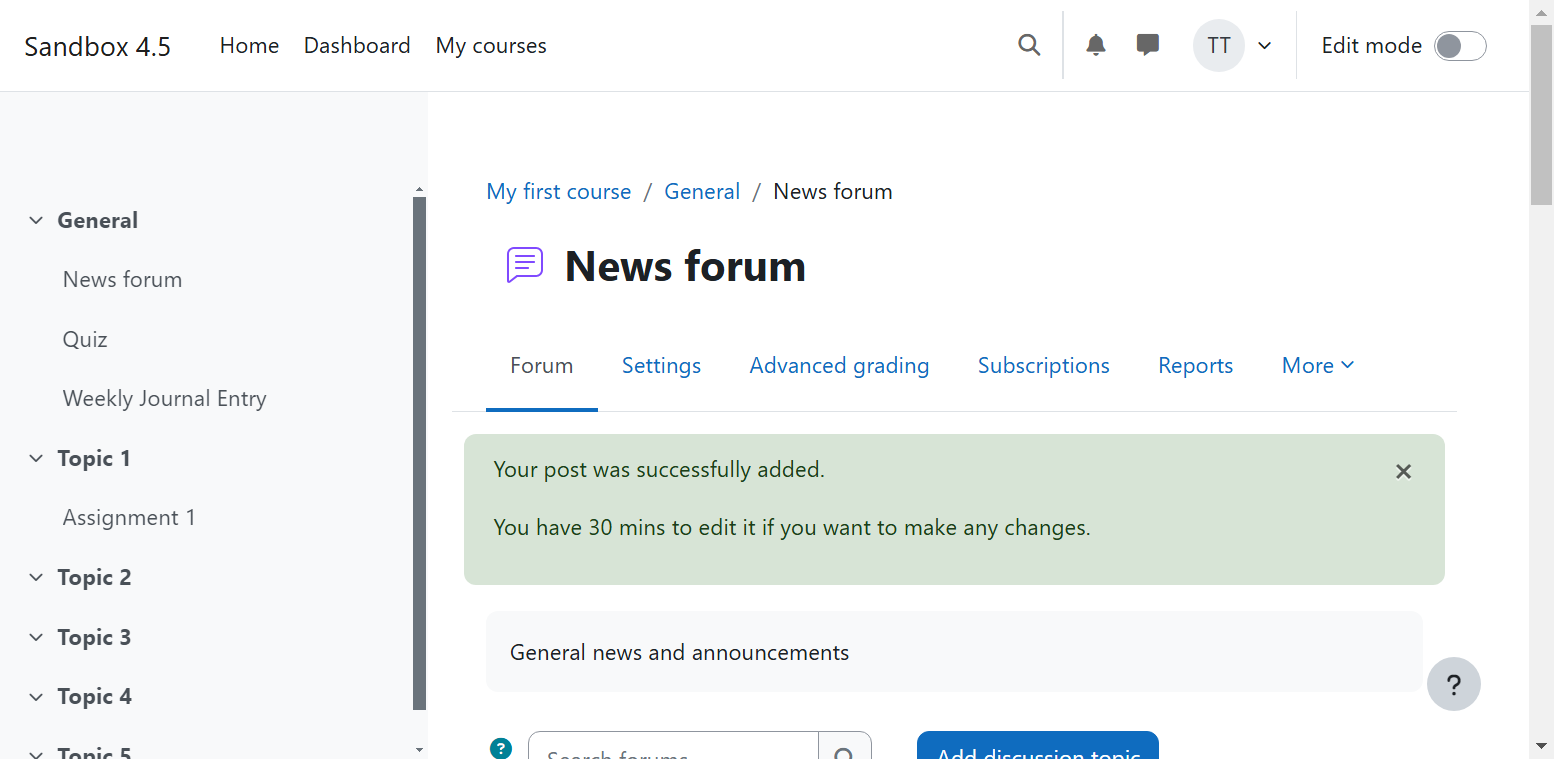 Sandbox 4.5 Home Dashboard My courses TT Edit mode
General
News forum
Quiz
Weekly Journal Entry
Topic 1
Assignment 1
Topic 2
Topic 3
Topic 4
Topic 5
My first course / General / News forum
News forum
Forum Settings Advanced grading Subscriptions Reports More
Your post was successfully added.
You have 30 mins to edit it if you want to make any changes.
General news and announcements
?
? Search forums Add discussion topic